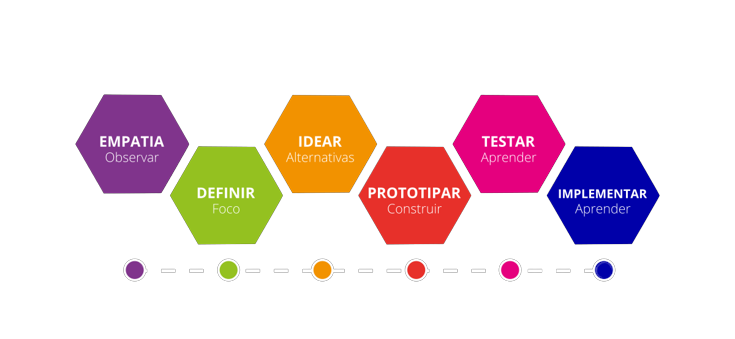 EMPATIA
Observar
DEFINIR
Foco
IDEAR
Alternativas
PROTOTIPAR
Construir
TESTAR
Aprender
IMPLEMENTAR
Aprender